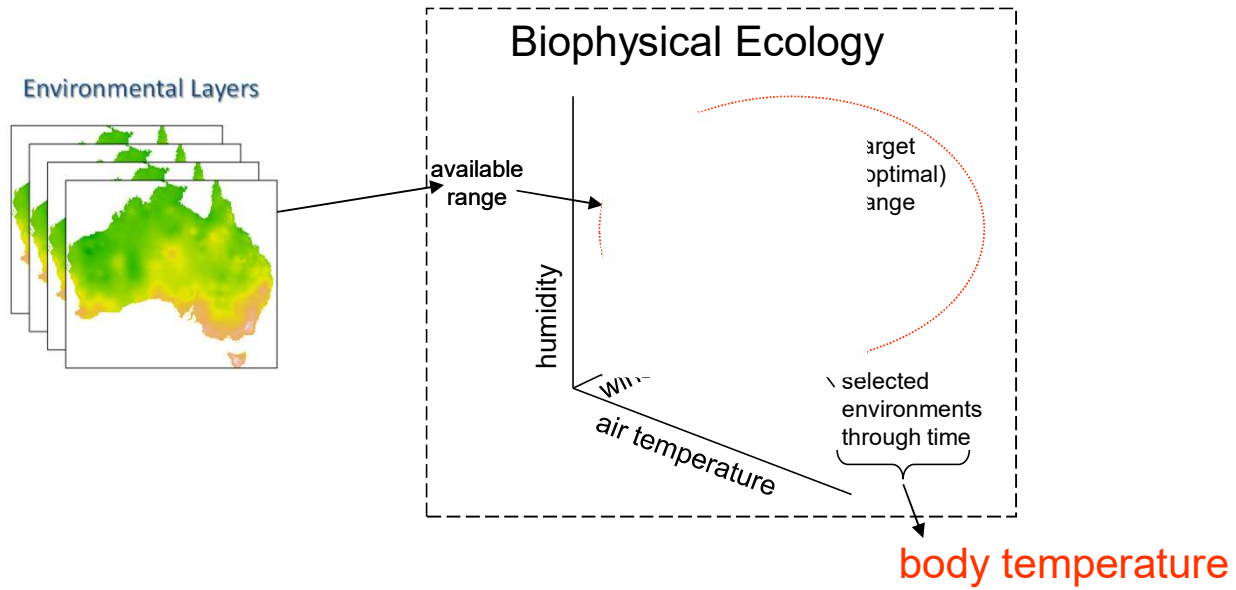 Biophysical Ecology
Environmental Layers
available
range
arget
optimal)
ange
humidity
air temperature
selected
environments
through time
body temperature